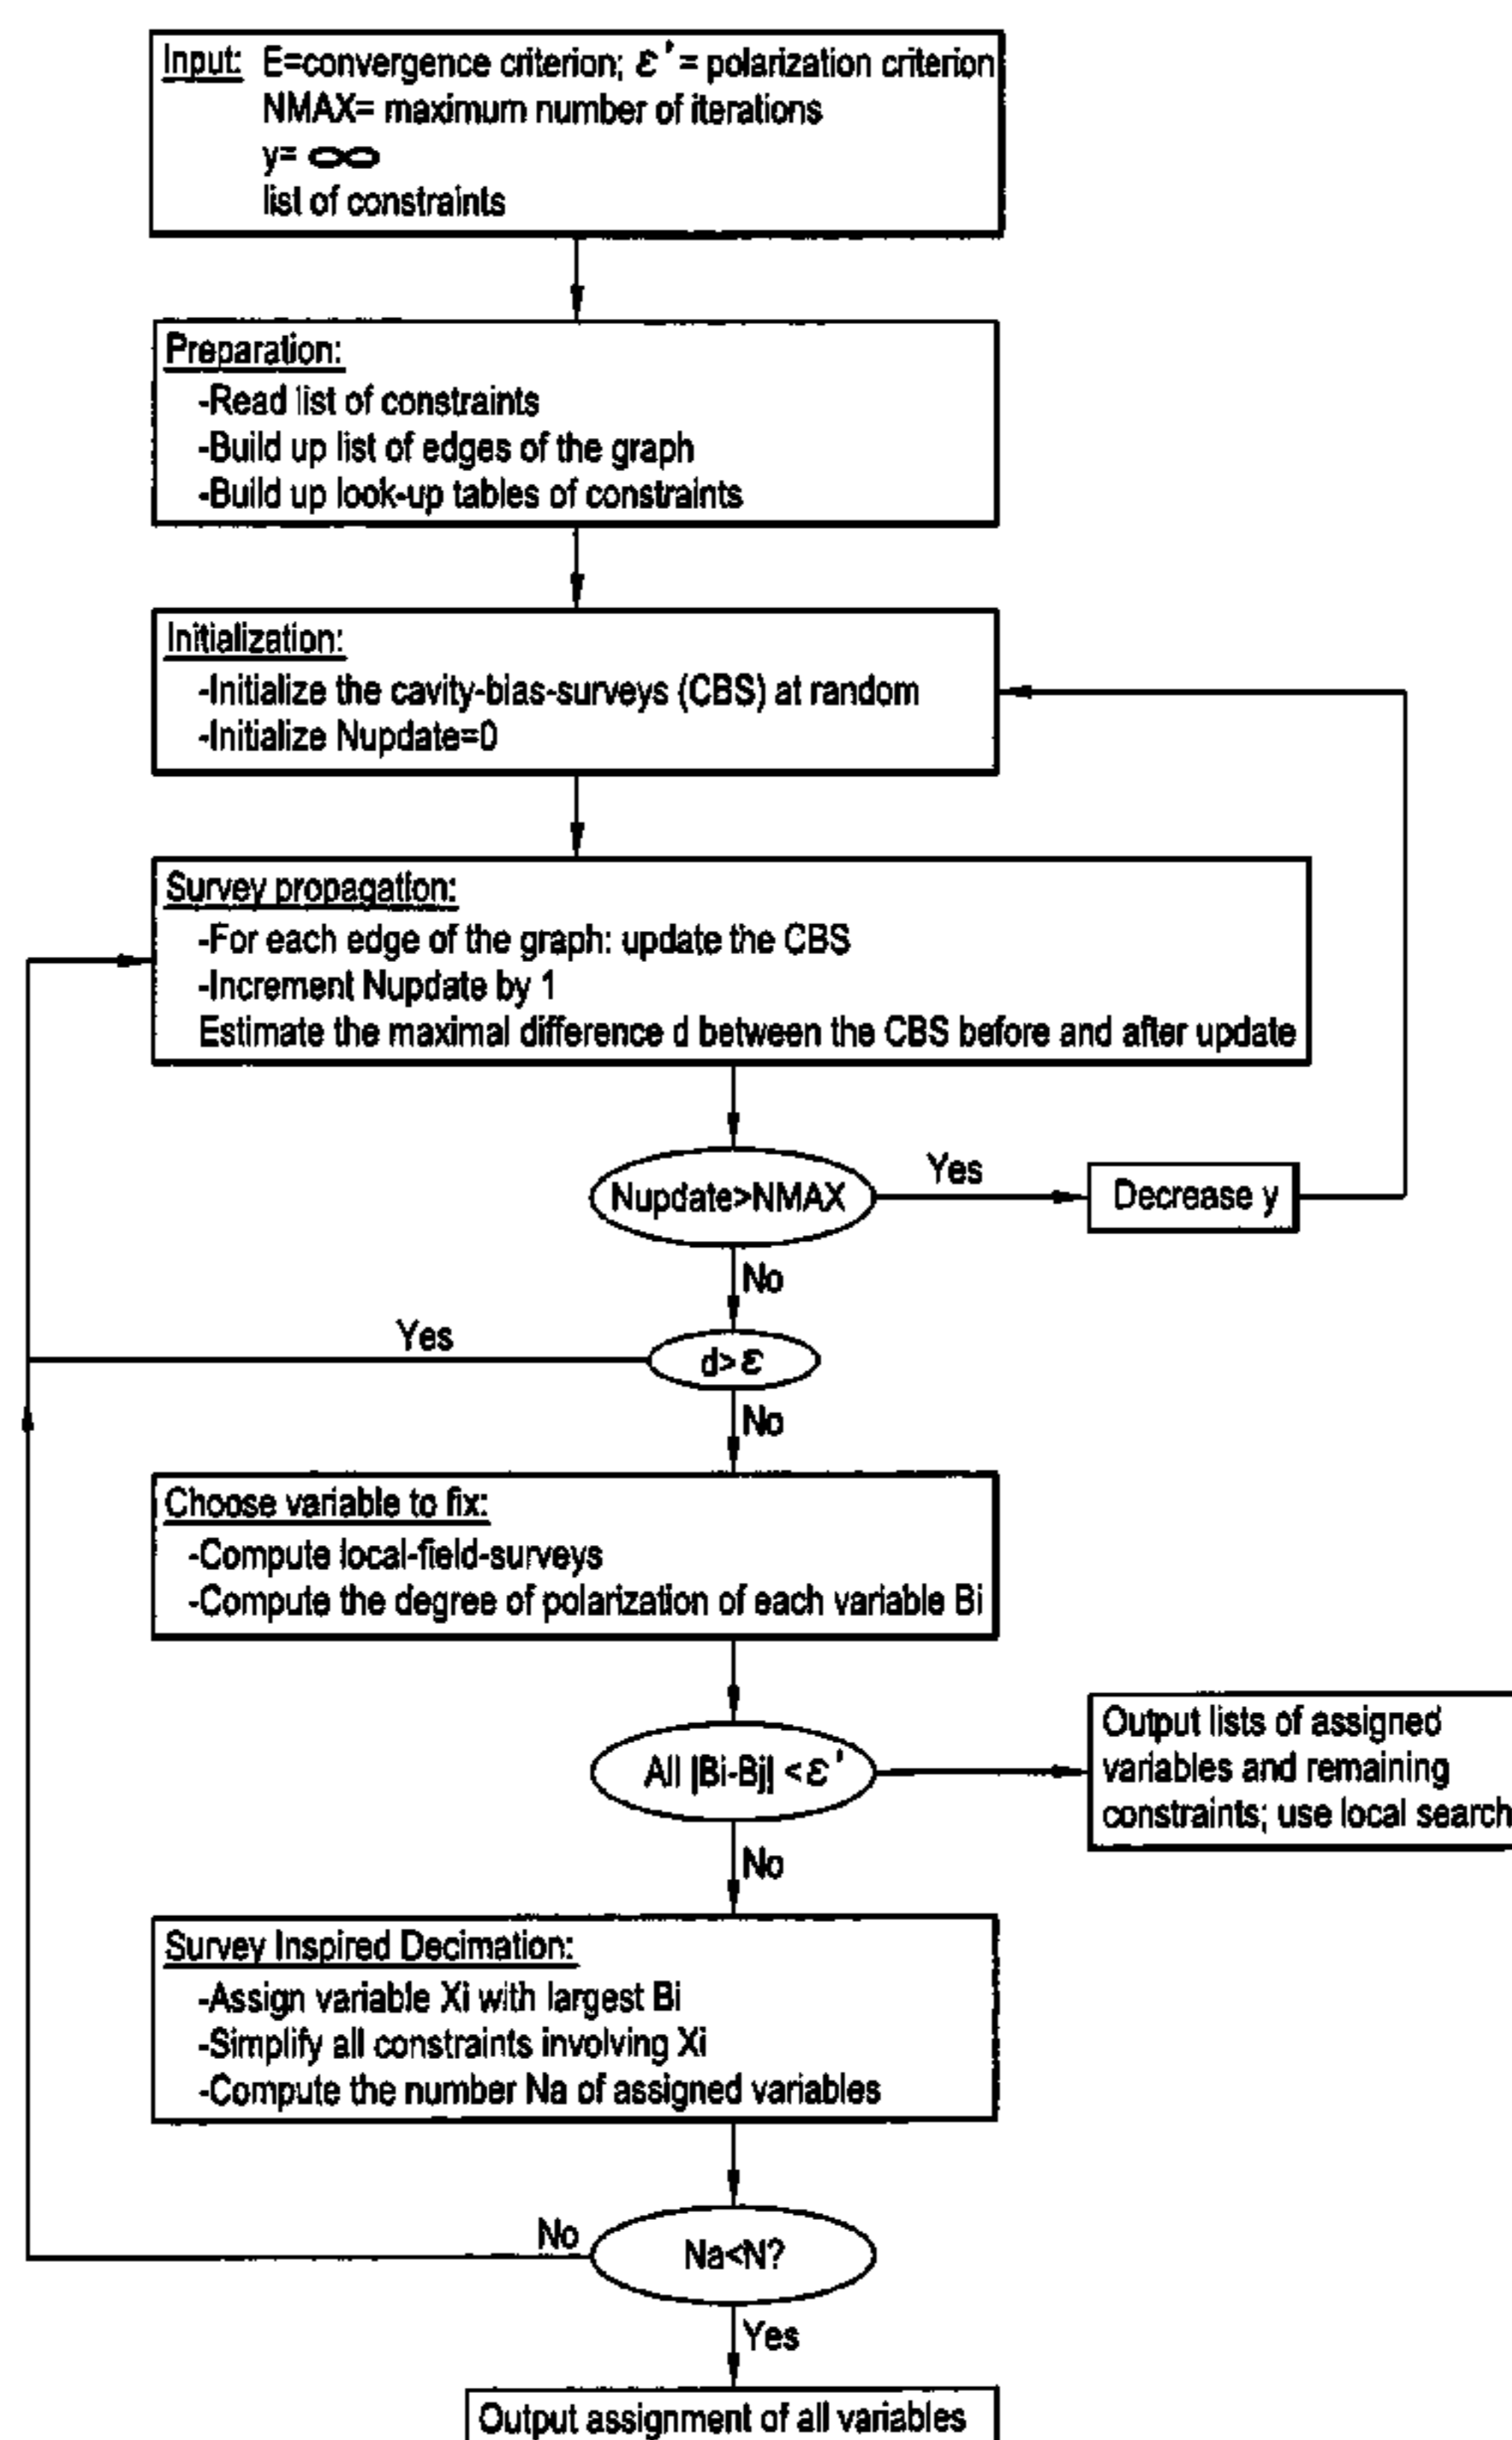 Input: E=convergence criterion; ε'= polarization criterion
NMAX= maximum number of iterations
y= ∞
list of constraints
Preparation:
-Read list of constraints
-Build up list of edges of the graph
-Build up look-up tables of constraints
Initialization:
-Initialize the cavity-bias-surveys (CBS) at random
-Initialize Nupdate=0
Survey propagation:
-For each edge of the graph: update the CBS
-Increment Nupdate by 1
Estimate the maximal difference d between the CBS before and after update
Nupdate>NMAX
Yes
Decrease y
No
d>ε
Yes
No
Choose variable to fix:
-Compute local-field-surveys
-Compute the degree of polarization of each variable Bi
All |Bi-Bj| <ε'
Output lists of assigned
variables and remaining
constraints; use local search
No
Survey Inspired Decimation:
-Assign variable Xi with largest Bi
-Simplify all constraints involving Xi
-Compute the number Na of assigned variables
No
Na<N?
Yes
Output assignment of all variables